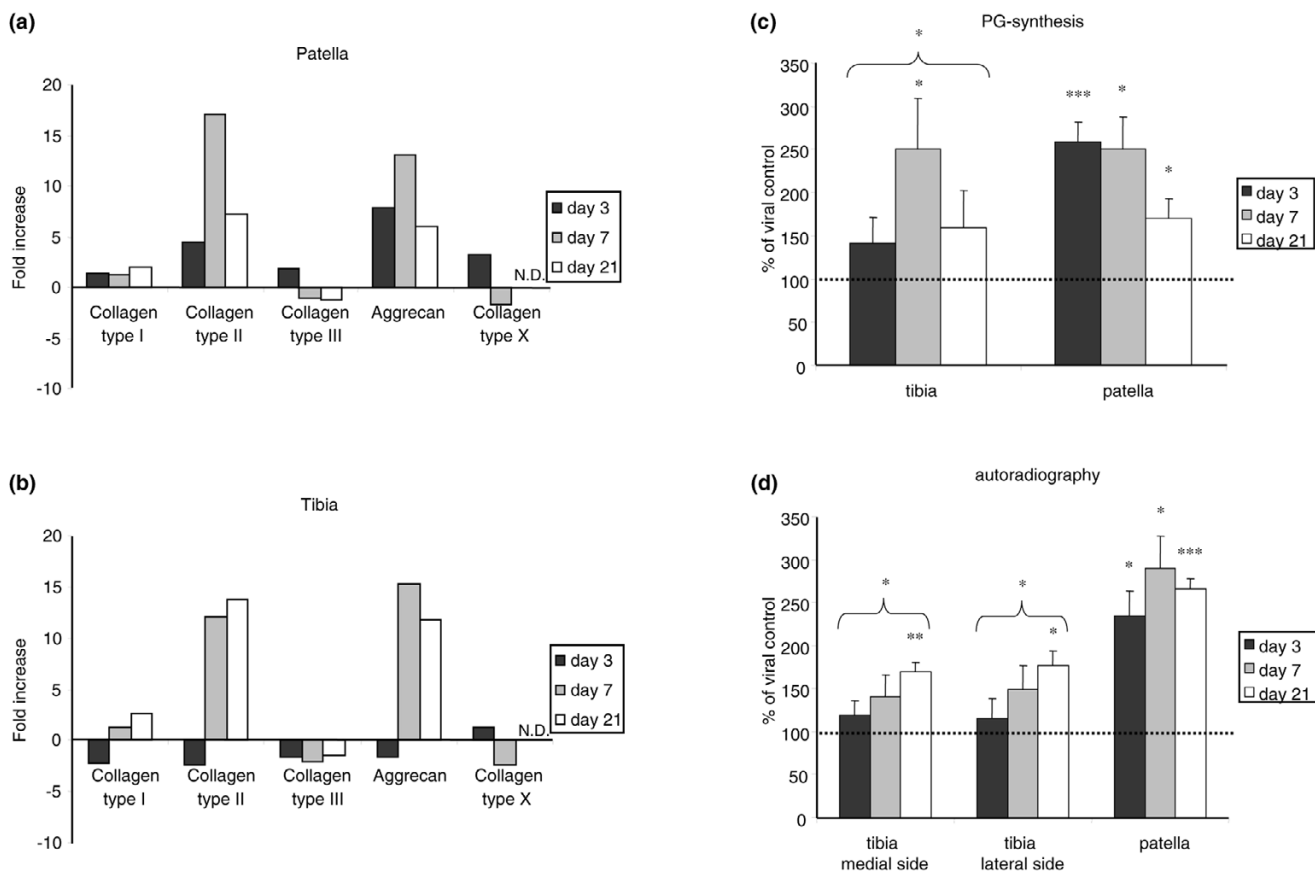 (a)
Patella
Fold increase
20
15
10
5
0
-5
-10
Collagen type I
Collagen type II
Collagen type III
Aggrecan
Collagen type X
N.D.
day 3
day 7
day 21
(b)
Tibia
Fold increase
20
15
10
5
0
-5
-10
Collagen type I
Collagen type II
Collagen type III
Aggrecan
Collagen type X
N.D.
day 3
day 7
day 21
(c)
PG-synthesis
% of viral control
350
300
250
200
150
100
50
0
*
*
***
*
*
tibia
patella
day 3
day 7
day 21
(d)
autoradiography
% of viral control
350
300
250
200
150
100
50
0
*
**
*
*
*
*
***
tibia
medial side
tibia
lateral side
patella
day 3
day 7
day 21